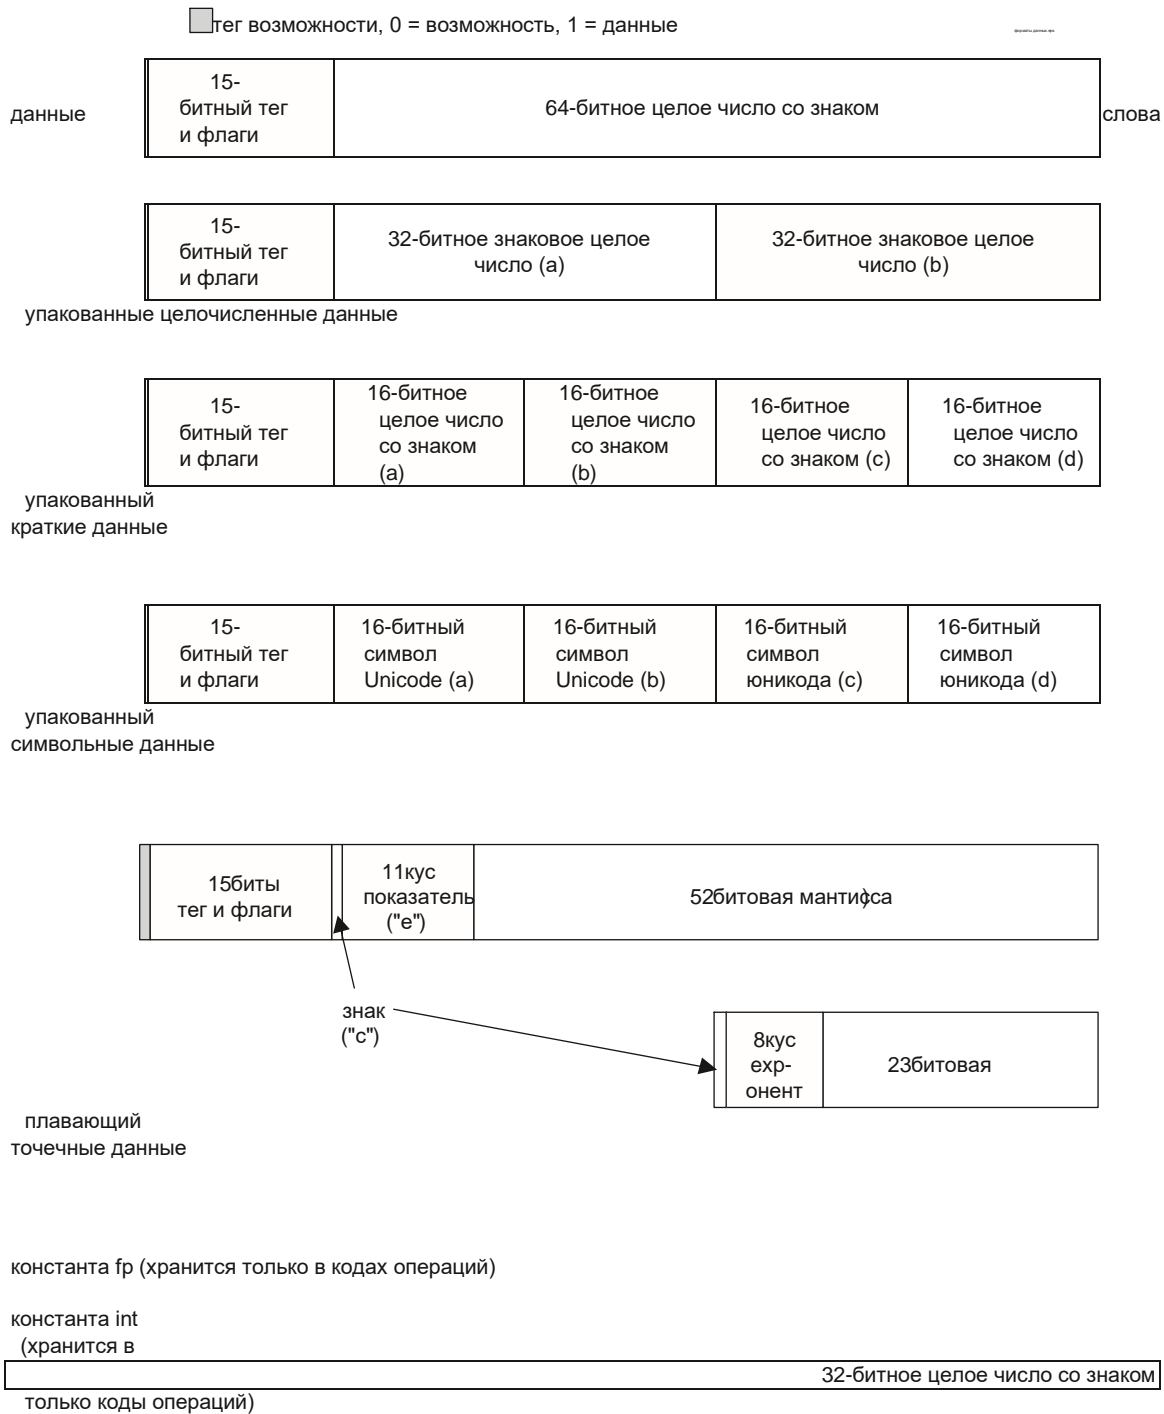 тег возможности, 0 = возможность, 1 = данные
форматы данных.eps
данные
15-
битный тег
и флаги
64-битное целое число со знаком
слова
15-
битный тег
и флаги
32-битное знаковое целое
число (a)
32-битное знаковое целое
число (b)
упакованные целочисленные данные
15-
битный тег
и флаги
16-битное
целое число
со знаком
(a)
16-битное
целое число
со знаком
(b)
16-битное
целое число
со знаком (c)
16-битное
целое число
со знаком (d)
упакованный
краткие данные
15-
битный тег
и флаги
16-битный
символ
Unicode (a)
16-битный
символ
Unicode (b)
16-битный
символ
юникода (c)
16-битный
символ
юникода (d)
упакованный
символьные данные
15биты
тег и флаги
11кус
показатель
("e")
52битовая мантисса
знак
("с")
8кус
exp-
онент
23битовая
плавающий
точечные данные
константа fp (хранится только в кодах операций)
константа int
(хранится в
32-битное целое число со знаком
только коды операций)